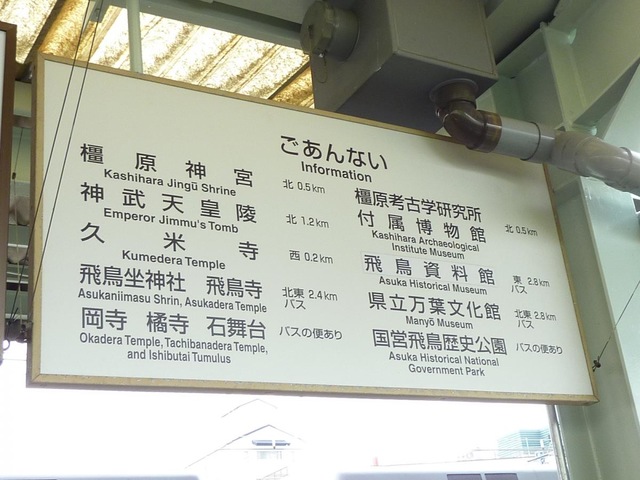 ごあんない
Information
橿原神宮 北 0.5km
Kashihara Jingū Shrine
神武天皇陵 北 1.2km
Emperor Jimmu's Tomb
久米寺 西 0.2km
Kumedera Temple
飛鳥坐神社 飛鳥寺 北東 2.4km バス
Asukaniimasu Shrin, Asukadera Temple
岡寺 橘寺 石舞台 バスの便あり
Okadera Temple, Tachibanadera Temple,
and Ishibutai Tumulus
橿原考古学研究所
付属博物館 北 0.5km
Kashihara Archaeological
Institute Museum
飛鳥資料館 東 2.8km バス
Asuka Historical Museum
県立万葉文化館 北東 2.8km バス
Manyō Museum
国営飛鳥歴史公園 バスの便あり
Asuka Historical National
Government Park